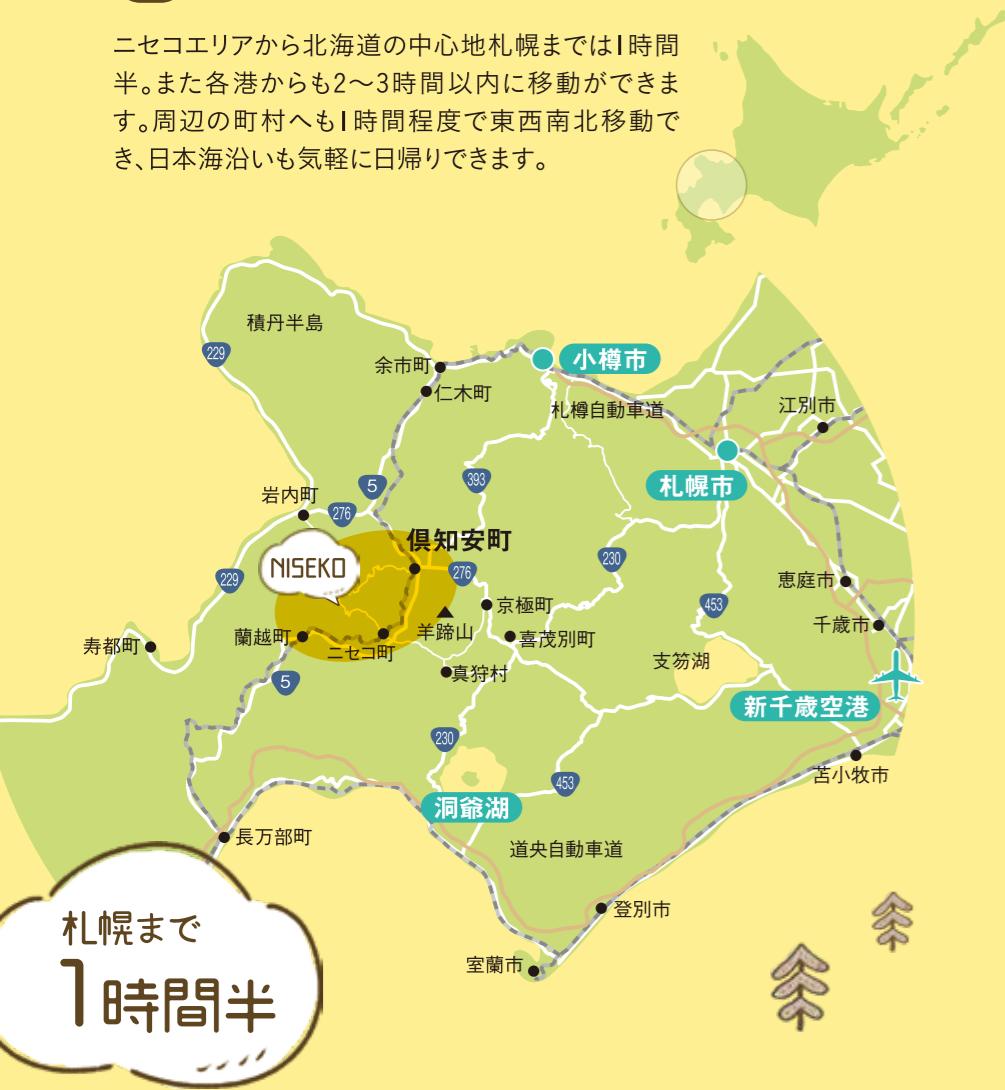 ニセコエリアから北海道の中心地札幌までは1時間
半。また各港からも2〜3時間以内に移動ができま
す。周辺の町村へも1時間程度で東西南北移動で
き、日本海沿いも気軽に日帰りできます。
積丹半島
229
余市町
小樽市
仁木町
札樽自動車道
江別市
札幌市
5
393
岩内町
276
倶知安町
NISEKO
276
230
229
恵庭市
453
京極町
千歳市
羊蹄山
喜茂別町
蘭越町
ニセコ町
寿都町
支笏湖
真狩村
5
新千歳空港
230
苫小牧市
453
洞爺湖
長万部町
道央自動車道
登別市
室蘭市
札幌まで
1時間半